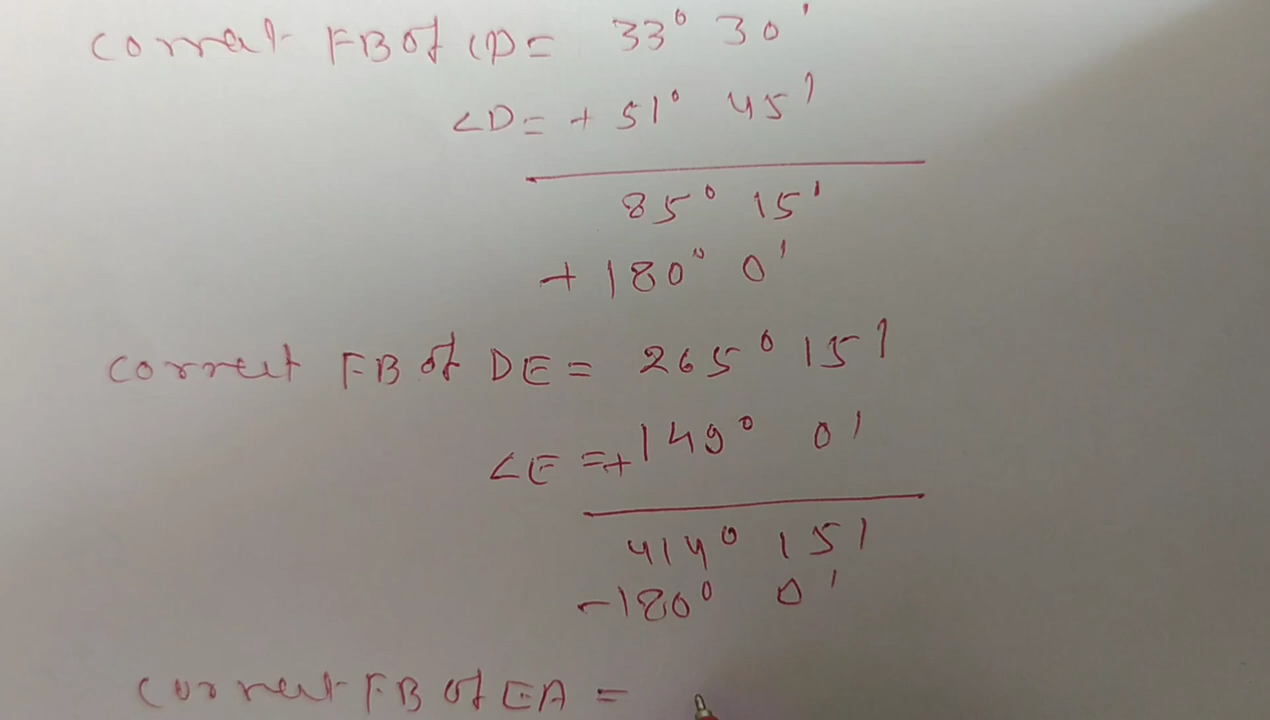 Correct FB of CD = 33° 30'
∠D = + 51° 45'
85° 15'
+ 180° 0'
Correct FB of DE = 265° 15'
∠E = + 149° 0'
414° 15'
- 180° 0'
Correct FB of EA =